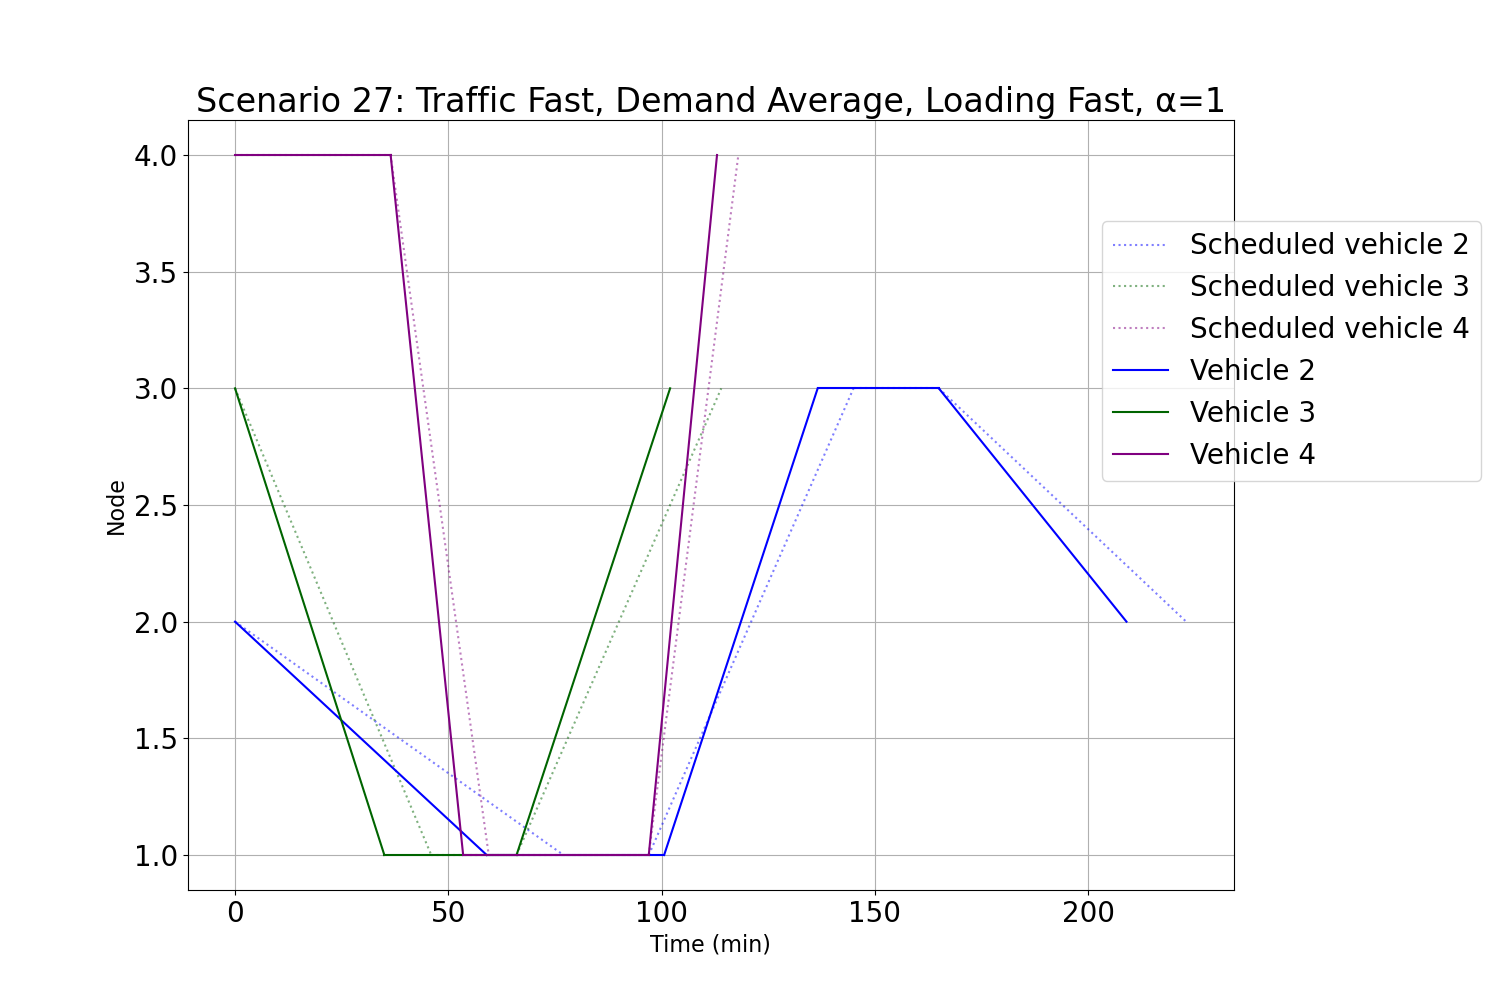 Scenario 27: Traffic Fast, Demand Average, Loading Fast, α=1
4.0
3.5
3.0
2.5
2.0
1.5
1.0
Node
0 50 100 150 200
Time (min)
Scheduled vehicle 2
Scheduled vehicle 3
Scheduled vehicle 4
Vehicle 2
Vehicle 3
Vehicle 4